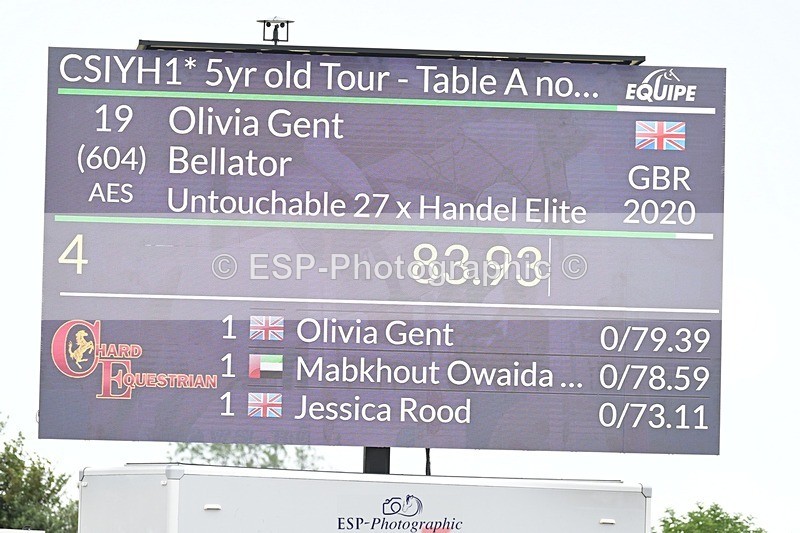 CSIYH1* 5yr old Tour - Table A no...
EQUIPE
19 Olivia Gent
(604) Bellator GBR
AES Untouchable 27 x Handel Elite 2020
4 83.93
© ESP-Photographic ©
CHARD EQUESTRIAN
1 Olivia Gent 0/79.39
1 Mabkhout Owaida ... 0/78.59
1 Jessica Rood 0/73.11
ESP-Photographic